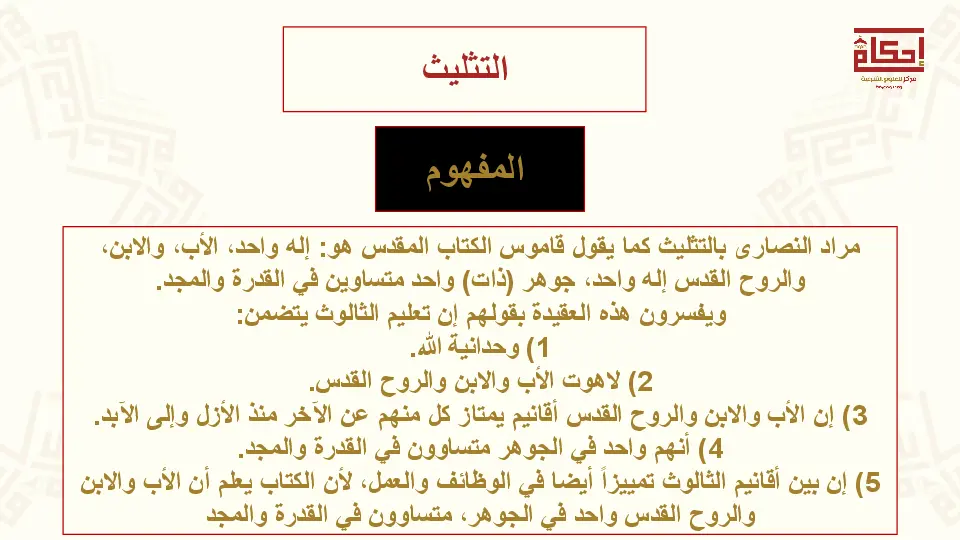 إحكام
مركز للعلوم الشرعية
التثليث
المفهوم
مراد النصارى بالتثليث كما يقول قاموس الكتاب المقدس هو: إله واحد، الأب، والابن،
والروح القدس إله واحد، جوهر (ذات) واحد متساوين في القدرة والمجد.
ويفسرون هذه العقيدة بقولهم إن تعليم الثالوث يتضمن:
1) وحدانية الله.
2) لاهوت الأب والابن والروح القدس.
3) إن الأب والابن والروح القدس أقانيم يمتاز كل منهم عن الآخر منذ الأزل وإلى الآبد.
4) أنهم واحد في الجوهر متساوون في القدرة والمجد.
5) إن بين أقانيم الثالوث تمييزاً أيضا في الوظائف والعمل، لأن الكتاب يعلم أن الأب والابن
والروح القدس واحد في الجوهر، متساوون في القدرة والمجد